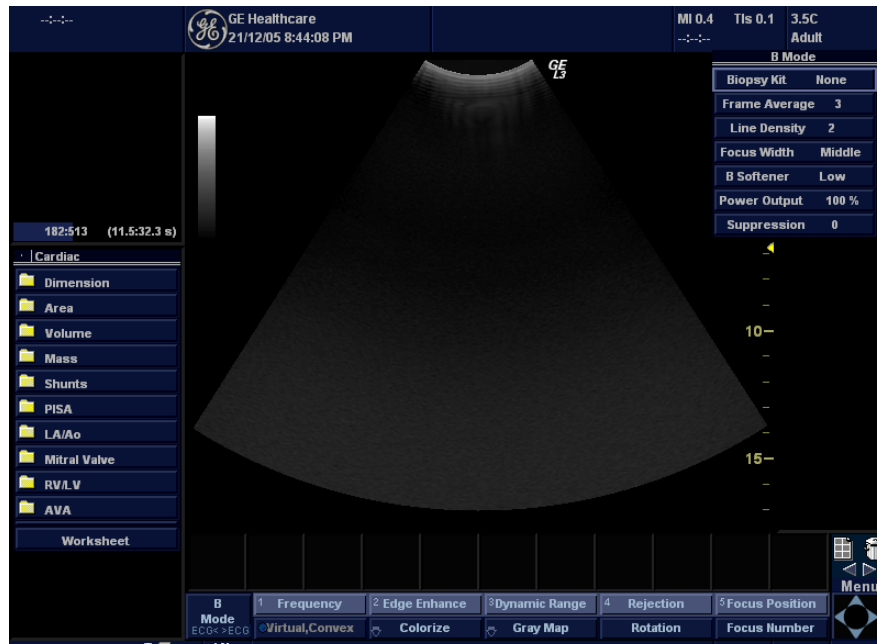 --:--:--
GE Healthcare
21/12/05 8:44:08 PM
MI 0.4 TIs 0.1 3.5C
--:--:-- Adult
GE
L3
B Mode
Biopsy Kit None
Frame Average 3
Line Density 2
Focus Width Middle
B Softener Low
Power Output 100 %
Suppression 0
182:513 (11.5:32.3 s)
Cardiac
Dimension
Area
Volume
Mass
Shunts
PISA
LA/Ao
Mitral Valve
RV/LV
AVA
Worksheet
10
15
Menu
B
Mode
ECG<>ECG
1 Frequency
2 Edge Enhance
3 Dynamic Range
4 Rejection
5 Focus Position
Virtual,Convex
Colorize
Gray Map
Rotation
Focus Number